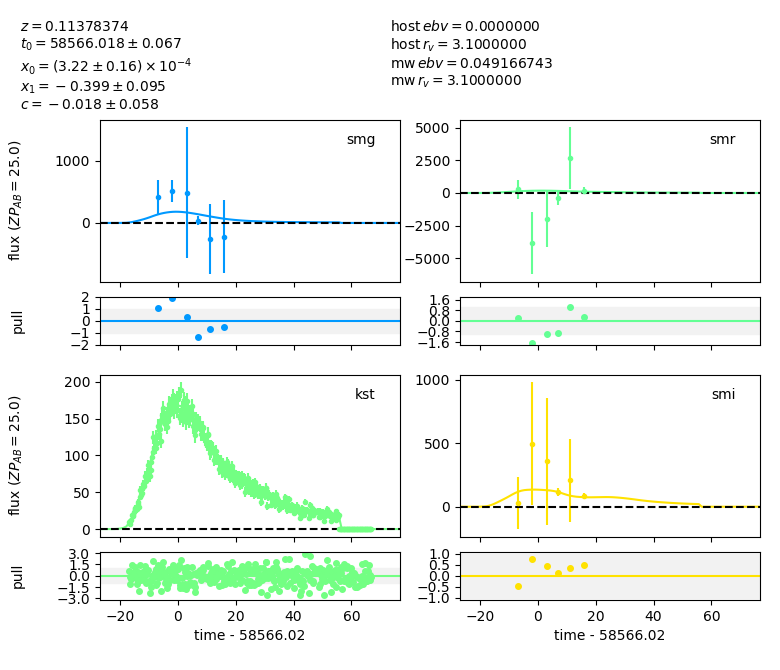 z = 0.11378374
t₀ = 58566.018 ± 0.067
x₀ = (3.22 ± 0.16) × 10⁻⁴
x₁ = −0.399 ± 0.095
c = −0.018 ± 0.058
host ebv = 0.0000000
host r_v = 3.1000000
mw ebv = 0.049166743
mw r_v = 3.1000000
flux (ZP_AB = 25.0)
1000
0
smg
5000
2500
0
−2500
−5000
smr
pull
2
1
0
−1
−2
1.6
0.8
0.0
−0.8
−1.6
flux (ZP_AB = 25.0)
200
150
100
50
0
kst
1000
500
0
smi
pull
3.0
1.5
0.0
−1.5
−3.0
−20 0 20 40 60
time - 58566.02
1.0
0.5
0.0
−0.5
−1.0
−20 0 20 40 60
time - 58566.02